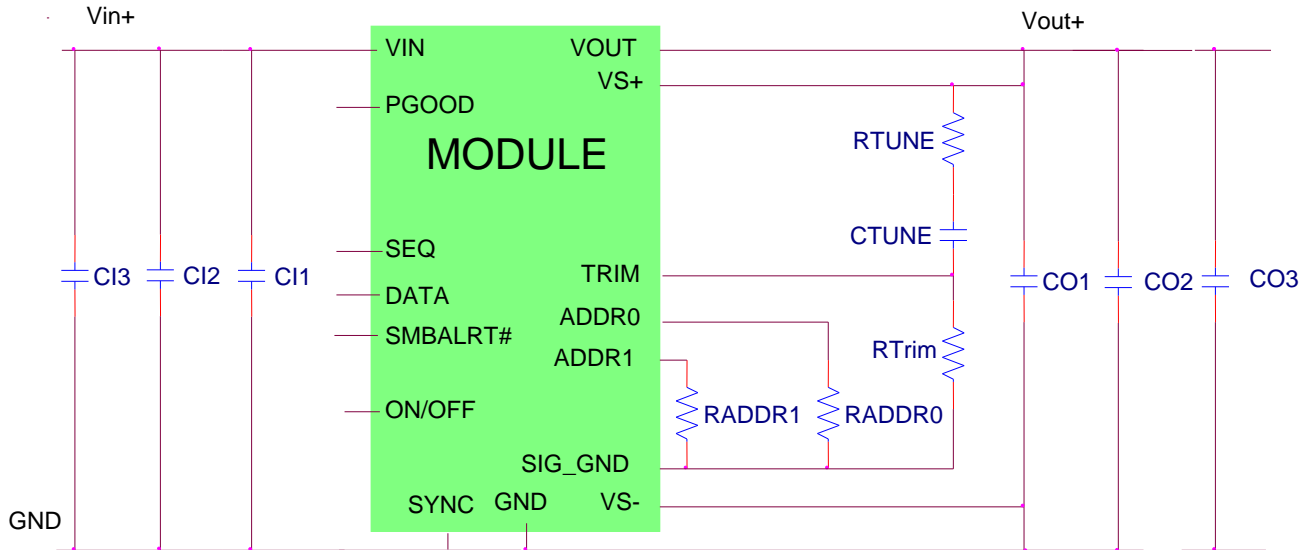 Vin+
Vout+
VIN
VOUT
VS+
PGOOD
MODULE
RTUNE
CTUNE
SEQ
TRIM
CI3
CI2
CI1
CO1
CO2
CO3
DATA
ADDR0
SMBALRT#
ADDR1
RTrim
ON/OFF
RADDR1
RADDR0
SIG_GND
SYNC
GND
VS-
GND